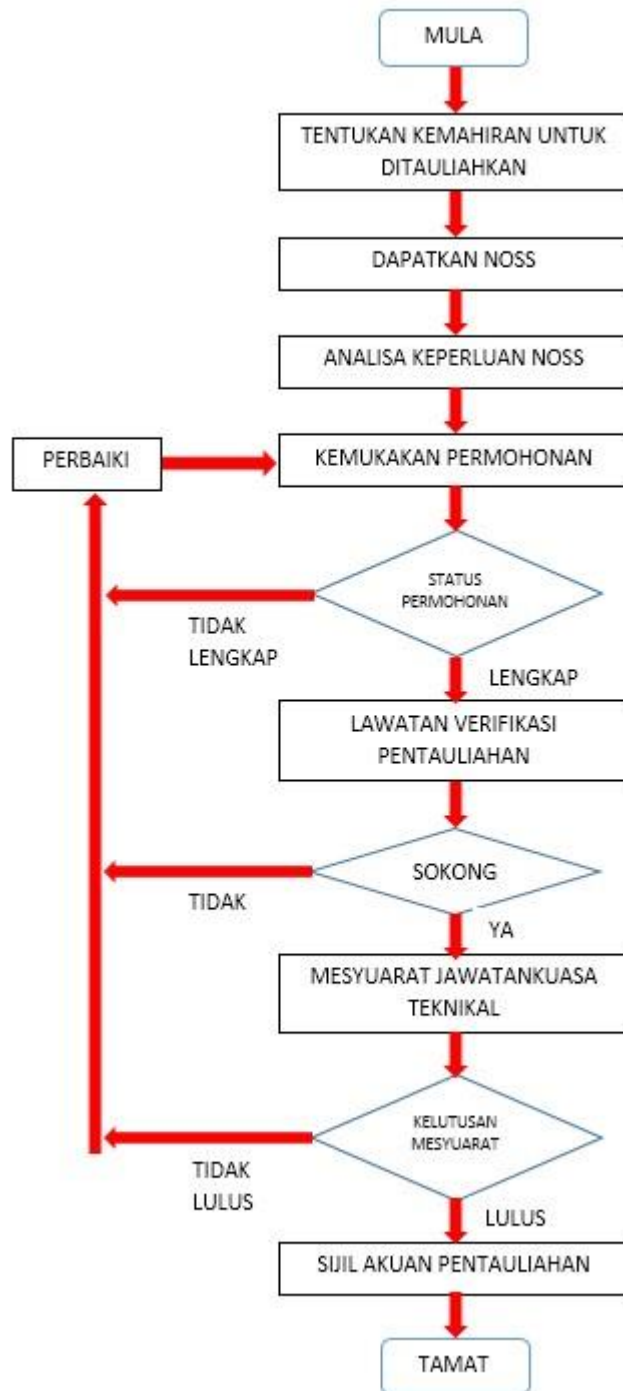 MULA
TENTUKAN KEMAHIRAN UNTUK
DITAULIAHKAN
DAPATKAN NOSS
ANALISA KEPERLUAN NOSS
PERBAIKI
KEMUKAKAN PERMOHONAN
STATUS
PERMOHONAN
TIDAK
LENGKAP
LENGKAP
LAWATAN VERIFIKASI
PENTAULIAHAN
SOKONG
TIDAK
YA
MESYUARAT JAWATANKUASA
TEKNIKAL
KELUTUSAN
MESYUARAT
TIDAK
LULUS
LULUS
SIJIL AKUAN PENTAULIAHAN
TAMAT